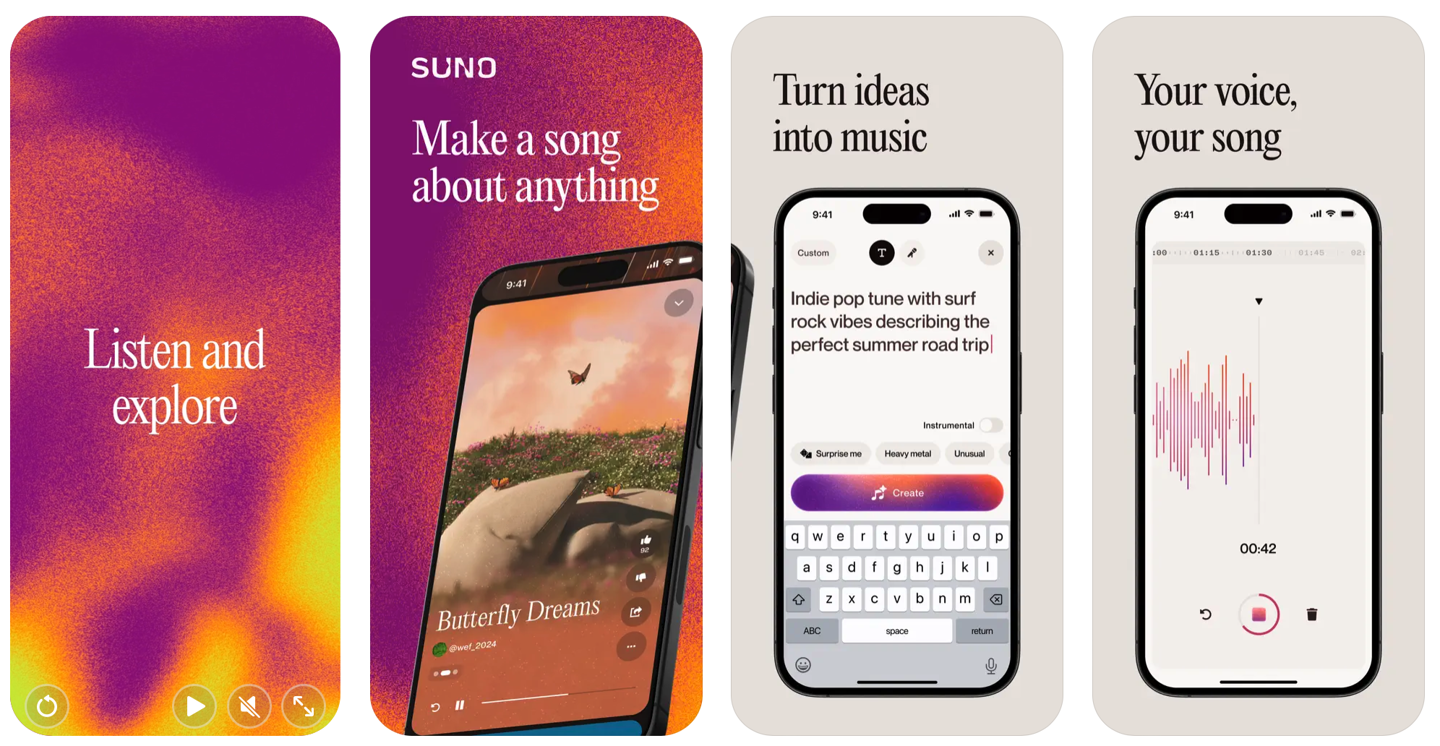 Listen and
explore
SUNO
Make a song
about anything
9:41
92
Butterfly Dreams
@wef_2024
Turn ideas
into music
9:41
Custom
T
Indie pop tune with surf
rock vibes describing the
perfect summer road trip
Instrumental
Surprise me
Heavy metal
Unusual
Create
q w e r t y u i o p
a s d f g h j k l
z x c v b n m
ABC
space
return
Your voice,
your song
9:41
:00
01:15
01:30
01:45
02:
00:42